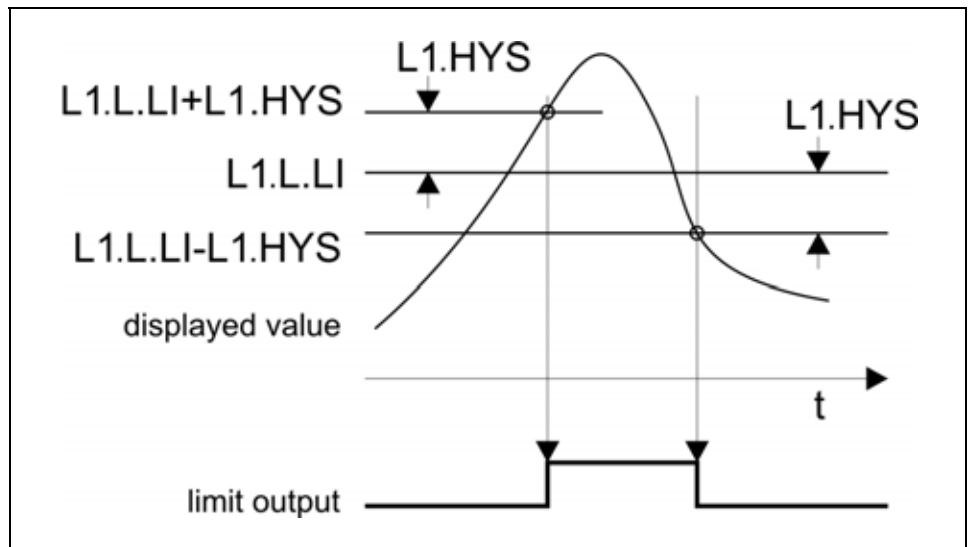 L1.HYS
L1.L.LI+L1.HYS
L1.HYS
L1.L.LI
L1.L.LI-L1.HYS
displayed value
t
limit output